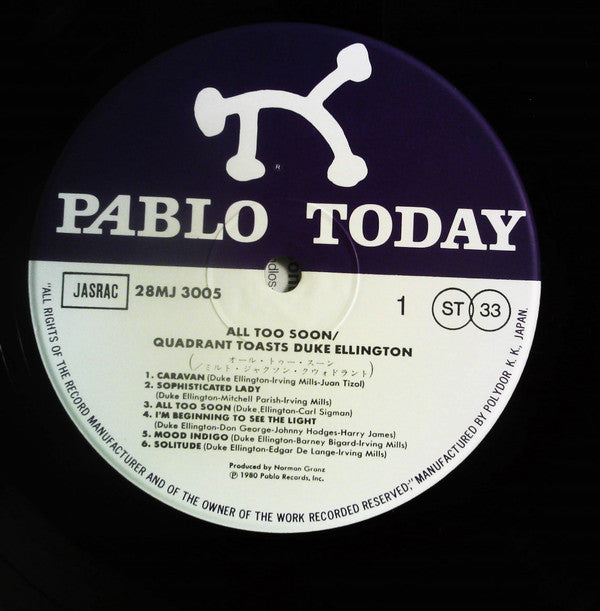 R
PABLO TODAY
JASRAC 28MJ 3005
1 ST 33
ALL TOO SOON/
QUADRANT TOASTS DUKE ELLINGTON
(オール・トゥー・スーン
/ミルト・ジャクソン・クヮドラント)
1. CARAVAN (Duke Ellington-Irving Mills-Juan Tizol)
2. SOPHISTICATED LADY
(Duke Ellington-Mitchell Parish-Irving Mills)
3. ALL TOO SOON (Duke Ellington-Carl Sigman)
4. I'M BEGINNING TO SEE THE LIGHT
(Duke Ellington-Don George-Johnny Hodges-Harry James)
5. MOOD INDIGO (Duke Ellington-Barney Bigard-Irving Mills)
6. SOLITUDE (Duke Ellington-Edgar De Lange-Irving Mills)
Produced by Norman Granz
Ⓟ 1980 Pablo Records, Inc.
"ALL RIGHTS OF THE RECORD MANUFACTURER AND OF THE OWNER OF THE WORK RECORDED RESERVED;" MANUFACTURED BY POLYDOR K. K., JAPAN.